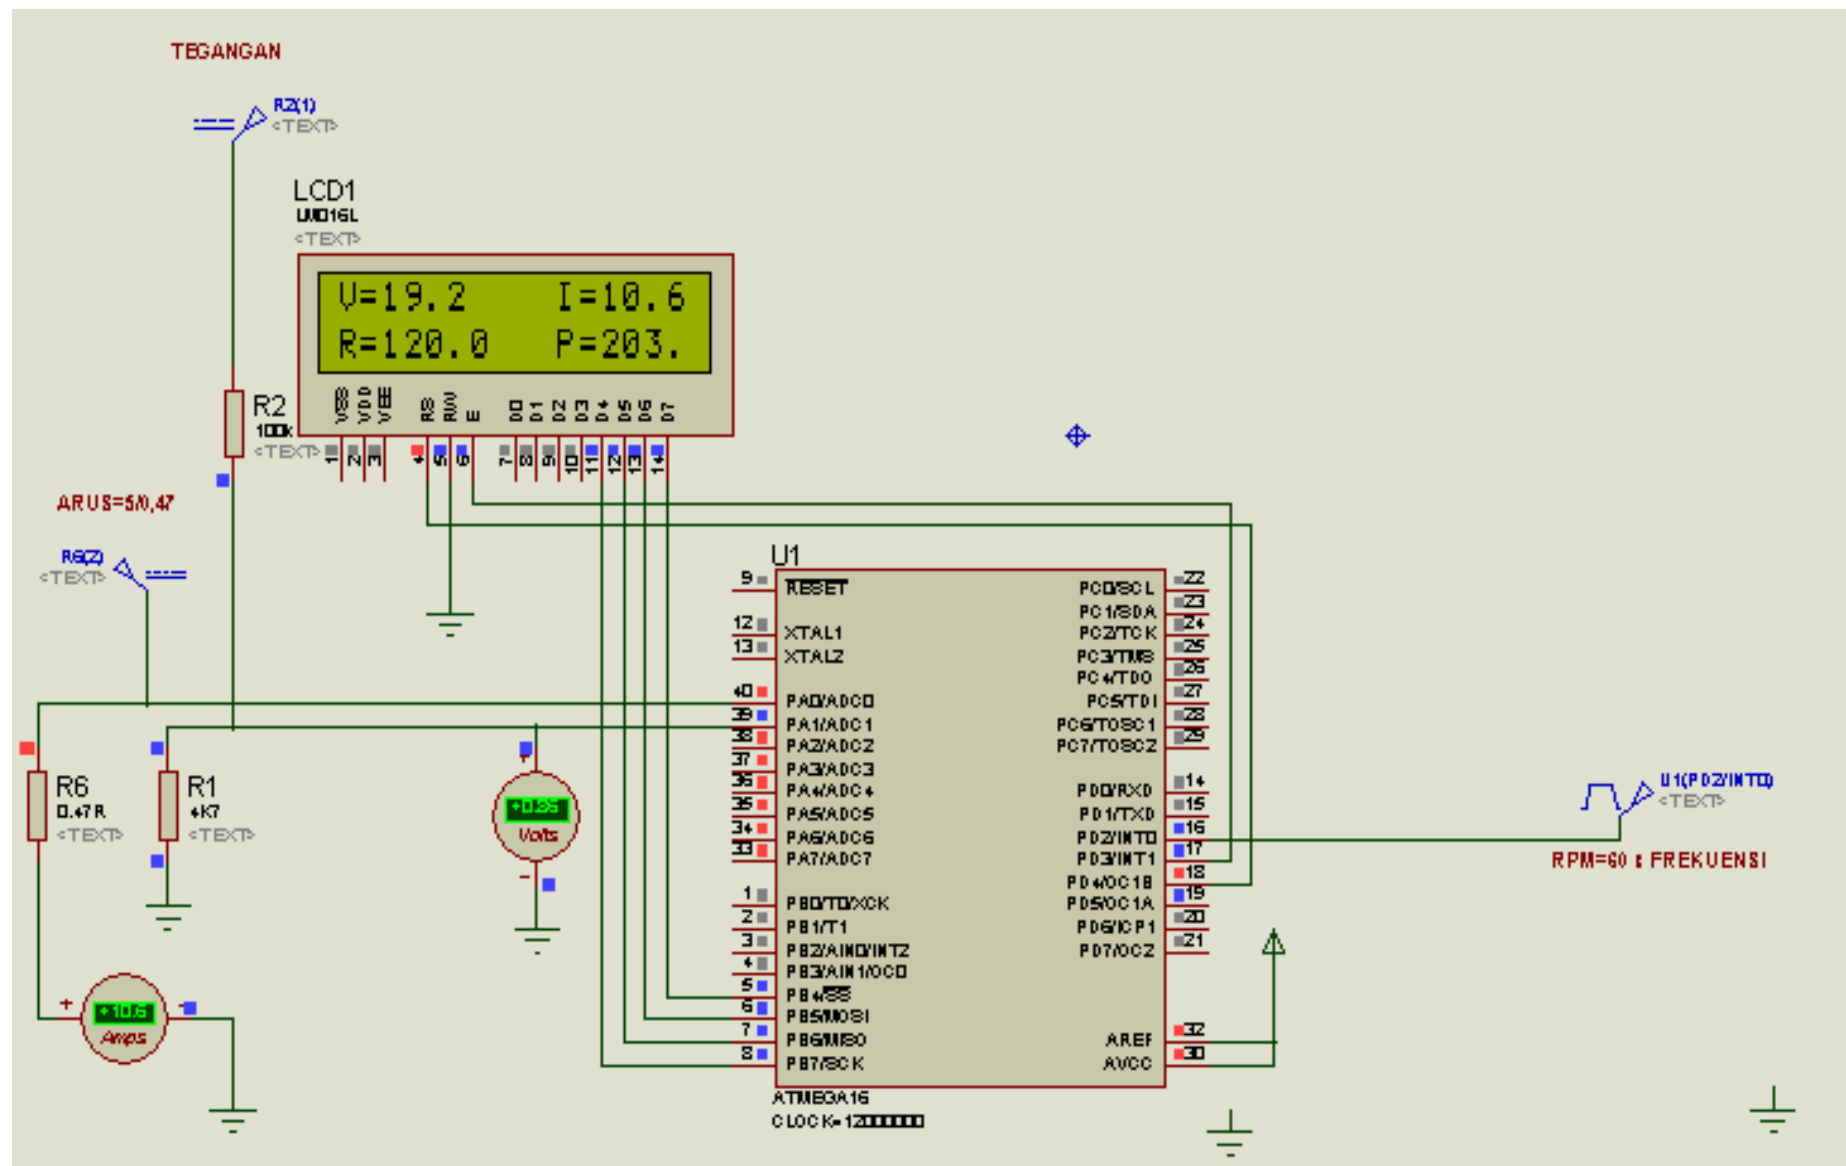 TEGANGAN
R2(1)
<TEXT>
LCD1
LM016L
<TEXT>
V=19.2 I=10.6
R=120.0 P=203.
VSS VDD VEE RS RW E D0 D1 D2 D3 D4 D5 D6 D7
1 2 3 4 5 6 7 8 9 10 11 12 13 14
R2
100k
<TEXT>
ARUS=5/0,47
R6(2)
<TEXT>
U1
9 RESET
12 XTAL1
13 XTAL2
40 PA0/ADC0
39 PA1/ADC1
38 PA2/ADC2
37 PA3/ADC3
36 PA4/ADC4
35 PA5/ADC5
34 PA6/ADC6
33 PA7/ADC7
1 PB0/T0/XCK
2 PB1/T1
3 PB2/AIN0/INT2
4 PB3/AIN1/OC0
5 PB4/SS
6 PB5/MOSI
7 PB6/MISO
8 PB7/SCK
PC0/SCL 22
PC1/SDA 23
PC2/TCK 24
PC3/TMS 25
PC4/TDO 26
PC5/TDI 27
PC6/TOSC1 28
PC7/TOSC2 29
PD0/RXD 14
PD1/TXD 15
PD2/INT0 16
PD3/INT1 17
PD4/OC1B 18
PD5/OC1A 19
PD6/ICP1 20
PD7/OC2 21
AREF 32
AVCC 30
ATMEGA16
CLOCK=12000000
R6
0.47R
<TEXT>
R1
4K7
<TEXT>
+
Volts
-
+ - 
Amps
U1(PD2/INT0)
<TEXT>
RPM=60 x FREKUENSI